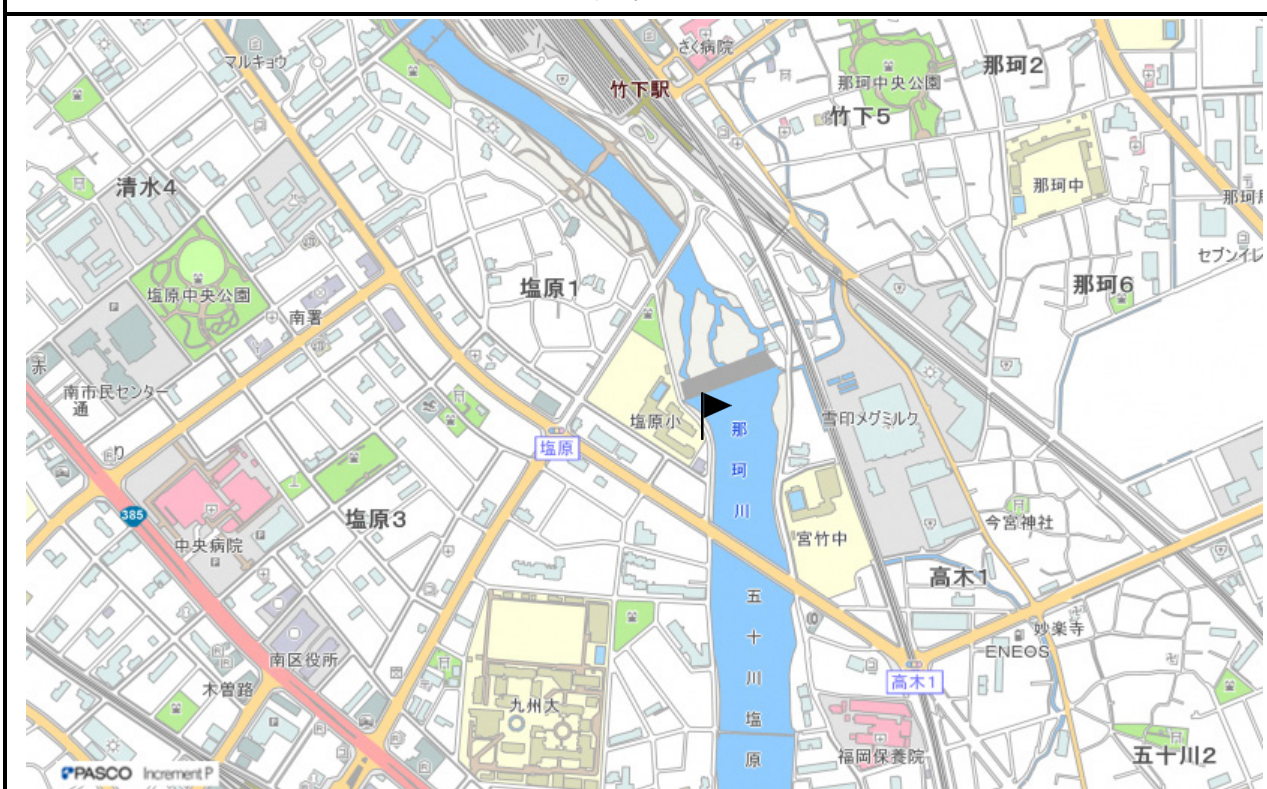 マルキョウ
さく病院
竹下駅
那珂中央公園
竹下5
那珂2
那珂中
清水4
塩原中央公園
南署
塩原1
那珂6
セブンイレ
赤
南市民センター
通
り
塩原小
塩原
雪印メグミルク
那
珂
川
385
中央病院
塩原3
宮竹中
今宮神社
高木1
五
十
川
塩
原
妙楽寺
ENEOS
南区役所
木曽路
九州大
高木1
福岡保養院
五十川2
PASCO Increment P